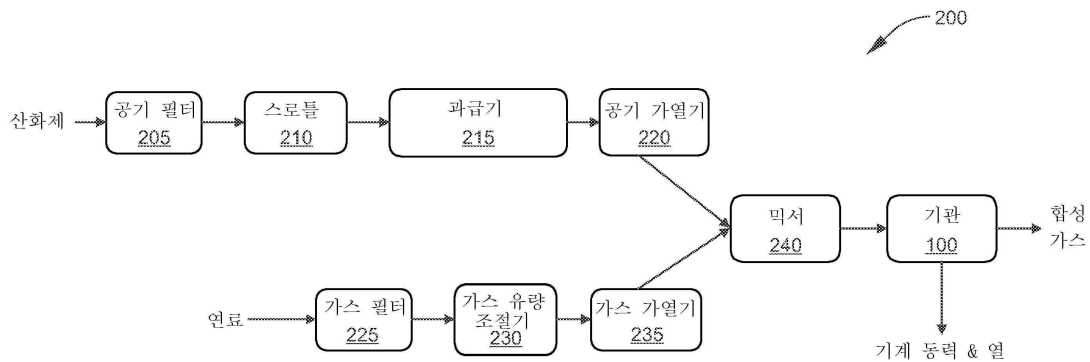 200
산화제
공기 필터
205
스로틀
210
과급기
215
공기 가열기
220
믹서
240
기관
100
합성
가스
연료
가스 필터
225
가스 유량
조절기
230
가스 가열기
235
기계 동력 & 열